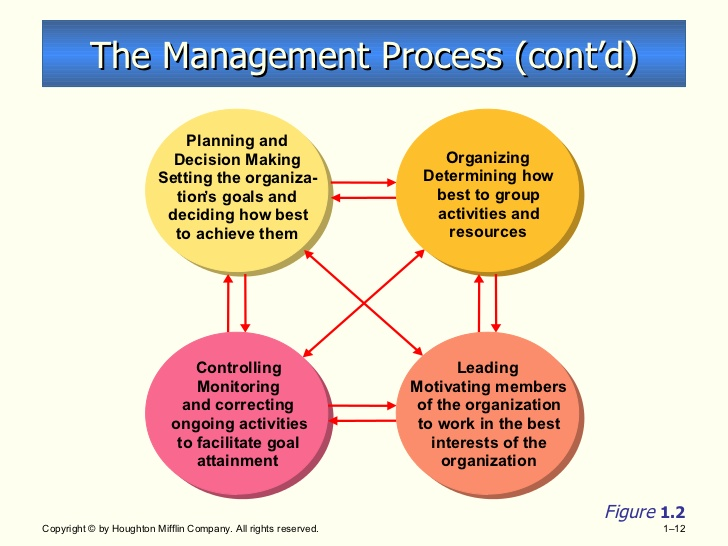 The Management Process (cont’d)
Planning and
Decision Making
Setting the organiza-
tion’s goals and
deciding how best
to achieve them
Organizing
Determining how
best to group
activities and
resources
Controlling
Monitoring
and correcting
ongoing activities
to facilitate goal
attainment
Leading
Motivating members
of the organization
to work in the best
interests of the
organization
Figure 1.2
Copyright © by Houghton Mifflin Company. All rights reserved.
1–12